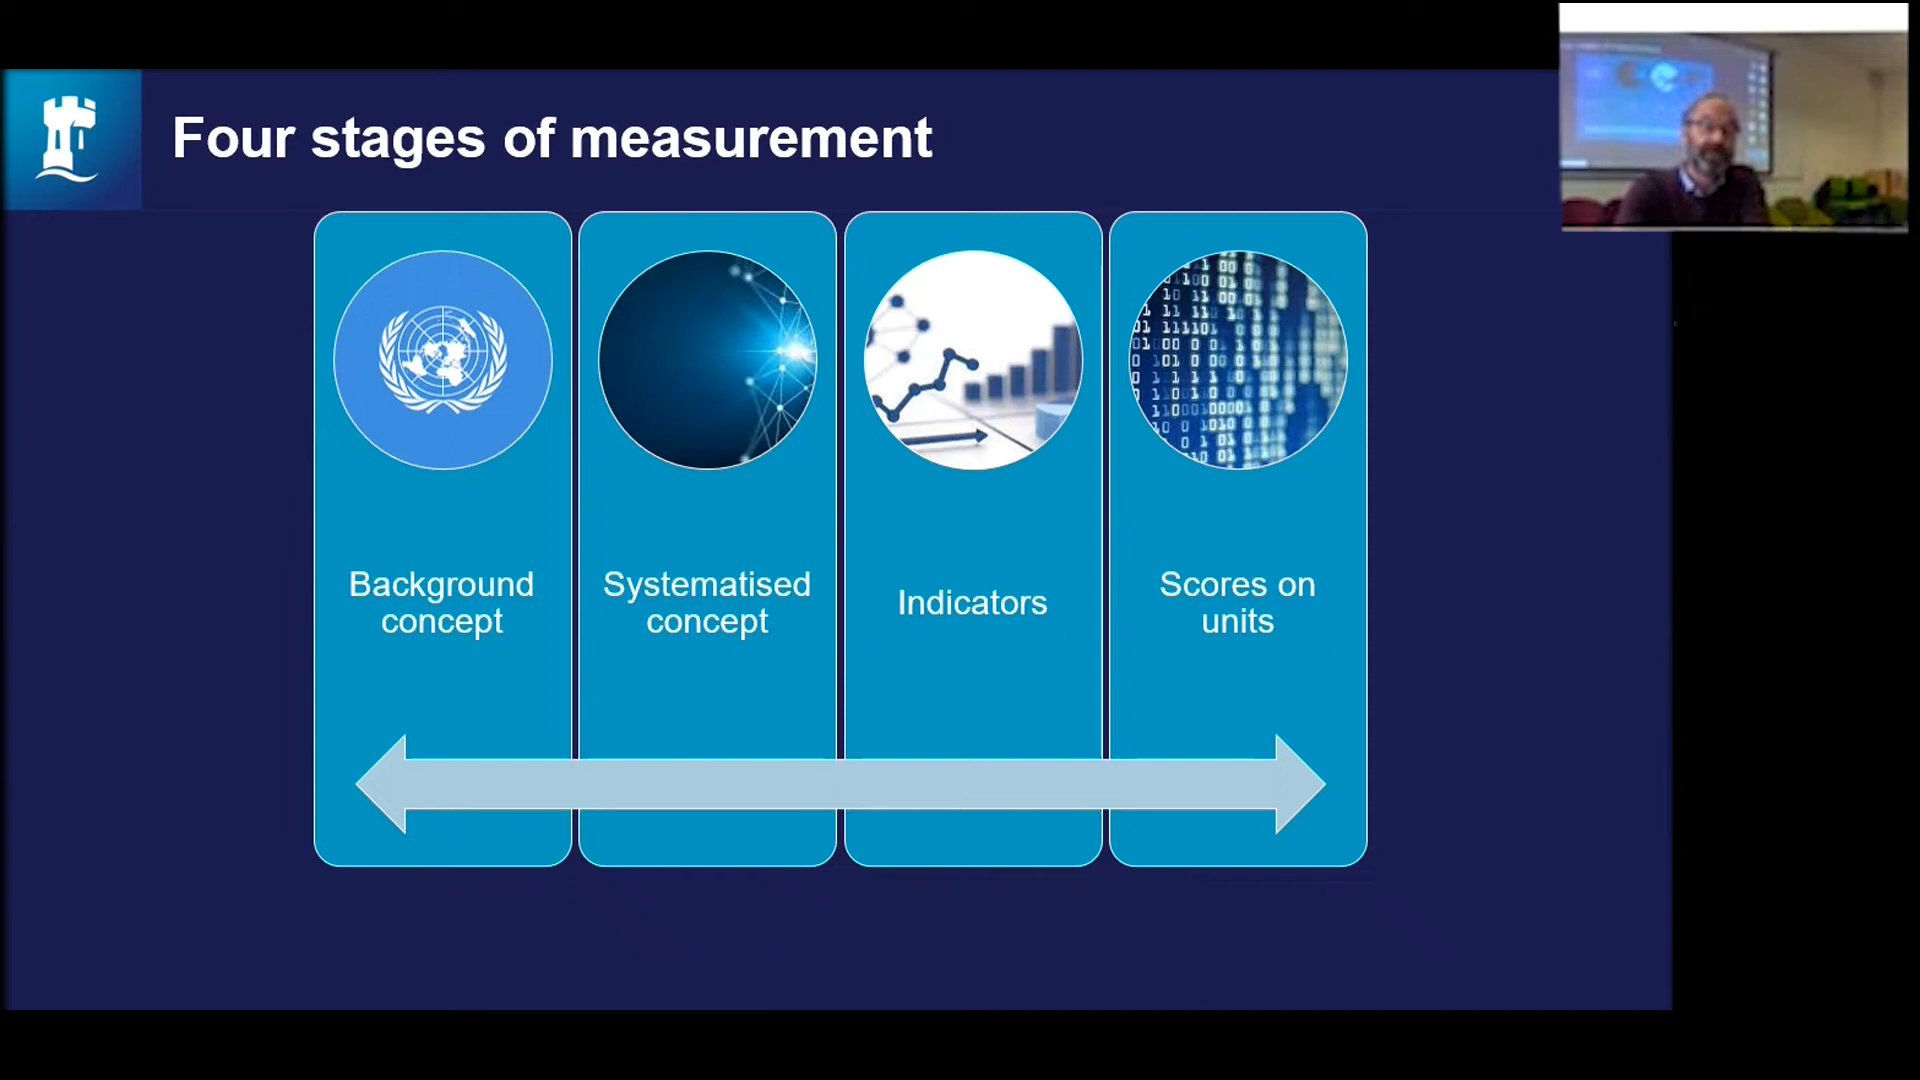 Four stages of measurement
Background
concept
Systematised
concept
Indicators
Scores on
units